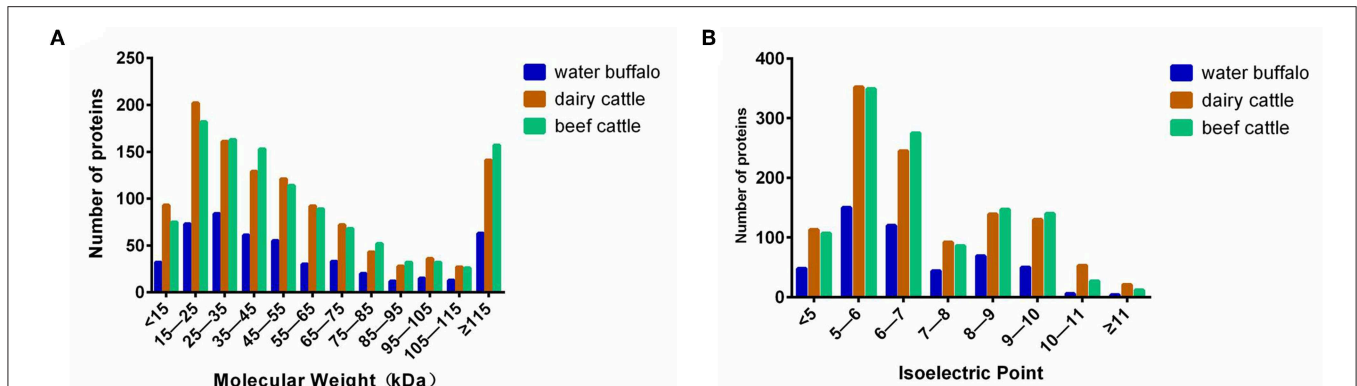 A
Number of proteins
250
200
150
100
50
0
<15
15—25
25—35
35—45
45—55
55—65
65—75
75—85
85—95
95—105
105—115
≥115
Molecular Weight (kDa)
water buffalo
dairy cattle
beef cattle
B
Number of proteins
400
300
200
100
0
<5
5—6
6—7
7—8
8—9
9—10
10—11
≥11
Isoelectric Point
water buffalo
dairy cattle
beef cattle